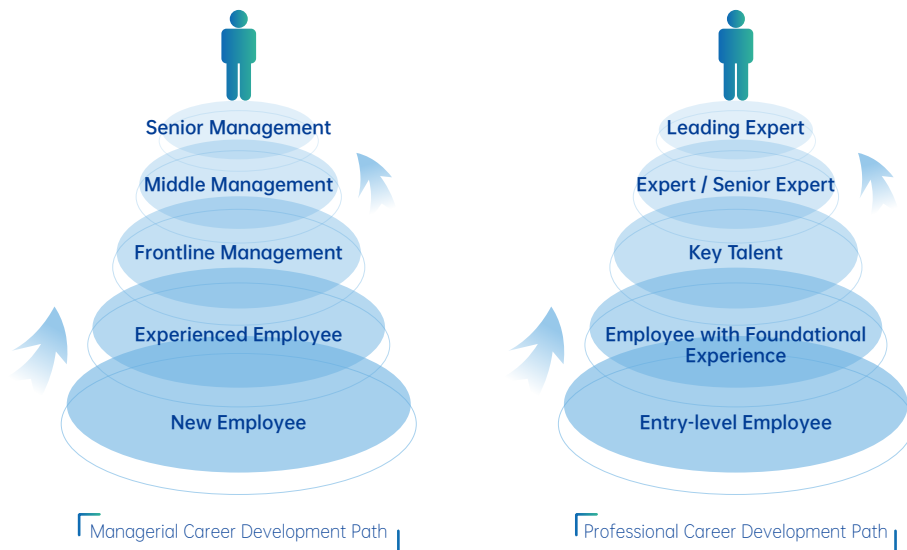 Senior Management
Middle Management
Frontline Management
Experienced Employee
New Employee
Managerial Career Development Path
Leading Expert
Expert / Senior Expert
Key Talent
Employee with Foundational
Experience
Entry-level Employee
Professional Career Development Path